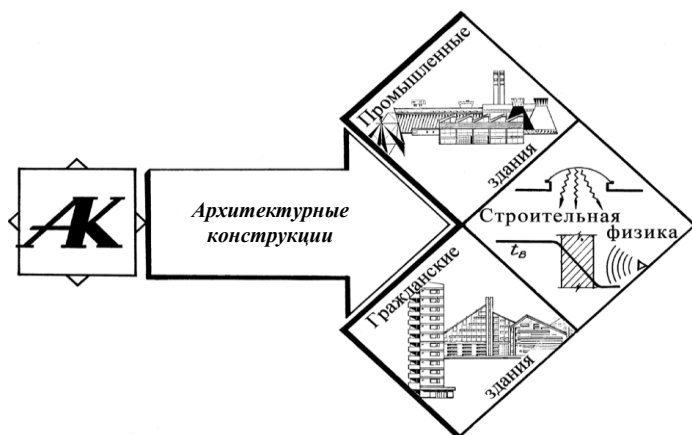 АК
Архитектурные
конструкции
Промышленные
здания
Строительная
физика
tв
Гражданские
здания